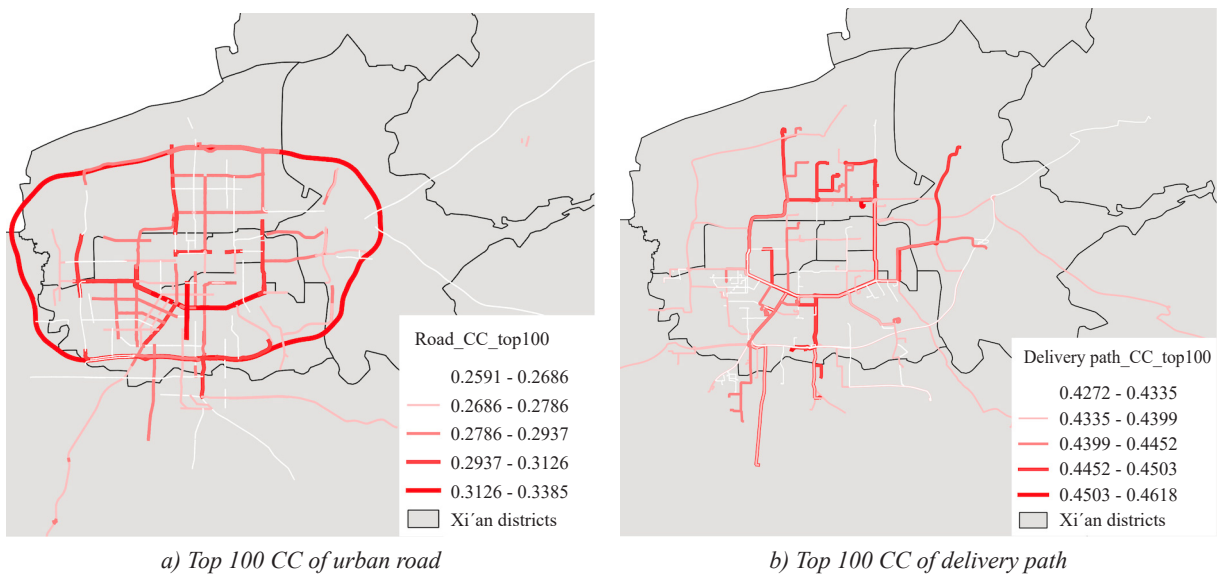 Road_CC_top100
0.2591 - 0.2686
0.2686 - 0.2786
0.2786 - 0.2937
0.2937 - 0.3126
0.3126 - 0.3385
Xi´an districts
a) Top 100 CC of urban road
Delivery path_CC_top100
0.4272 - 0.4335
0.4335 - 0.4399
0.4399 - 0.4452
0.4452 - 0.4503
0.4503 - 0.4618
Xi´an districts
b) Top 100 CC of delivery path